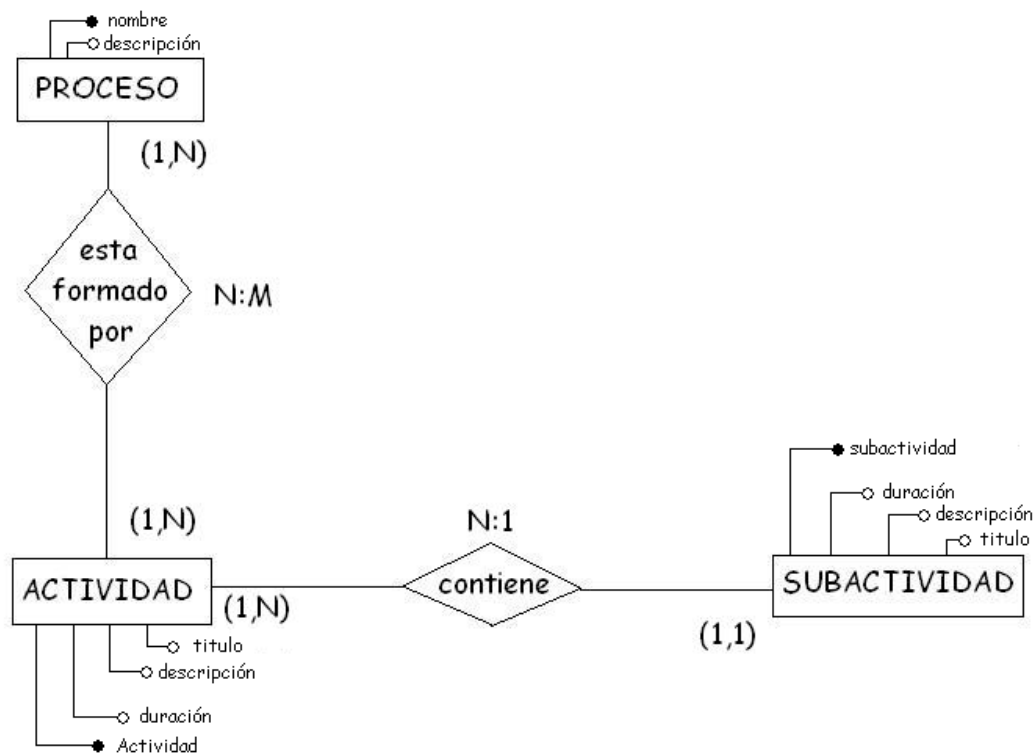 nombre
descripción
PROCESO
(1,N)
esta
formado
por
N:M
(1,N)
ACTIVIDAD
(1,N)
titulo
descripción
duración
Actividad
N:1
contiene
(1,1)
subactividad
duración
descripción
titulo
SUBACTIVIDAD